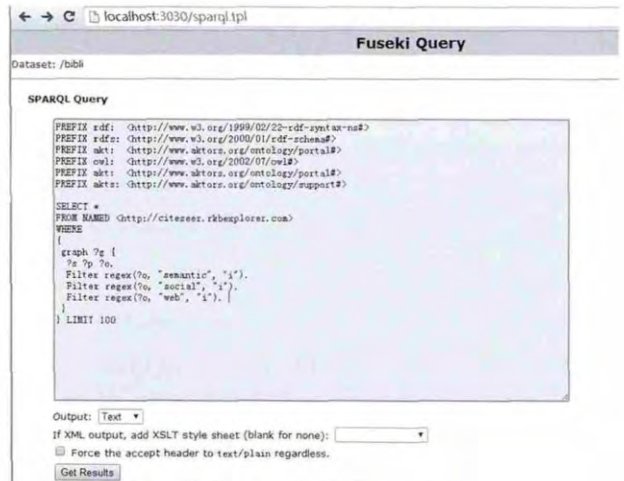 localhost:3030/sparql.tpl
Fuseki Query
Dataset: /bibli
SPARQL Query
PREFIX rdf: <http://www.w3.org/1999/02/22-rdf-syntax-ns#>
PREFIX rdfs: <http://www.w3.org/2000/01/rdf-schema#>
PREFIX akt: <http://www.aktors.org/ontology/portal#>
PREFIX owl: <http://www.w3.org/2002/07/owl#>
PREFIX akt: <http://www.aktors.org/ontology/portal#>
PREFIX akts: <http://www.aktors.org/ontology/support#>
SELECT *
FROM NAMED <http://citeseer.rkbexplorer.com>
WHERE
{
graph ?g {
?s ?p ?o.
Filter regex(?o, "semantic", "i").
Filter regex(?o, "social", "i").
Filter regex(?o, "web", "i").
}
} LIMIT 100
Output: Text
If XML output, add XSLT style sheet (blank for none):
Force the accept header to text/plain regardless.
Get Results